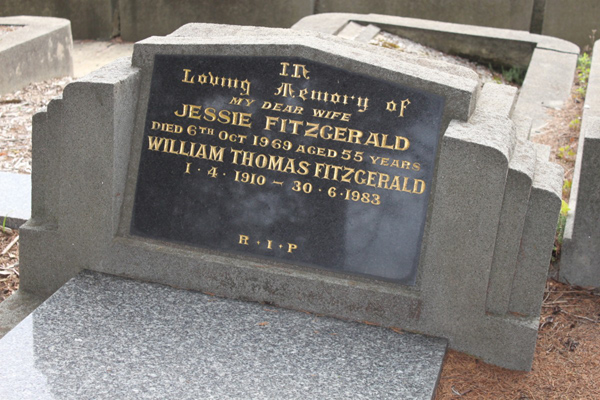 In
Loving Memory of
MY DEAR WIFE
JESSIE FITZGERALD
DIED 6TH OCT 1969 AGED 55 YEARS
WILLIAM THOMAS FITZGERALD
1·4·1910 – 30·6·1983
R·I·P